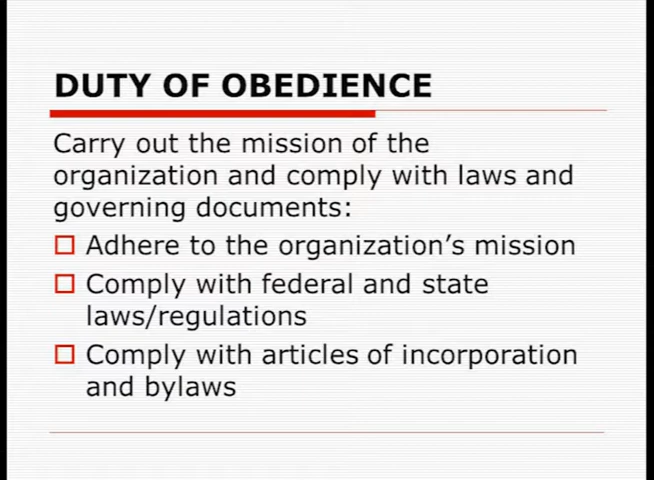 DUTY OF OBEDIENCE
Carry out the mission of the
organization and comply with laws and
governing documents:
Adhere to the organization’s mission
Comply with federal and state
laws/regulations
Comply with articles of incorporation
and bylaws